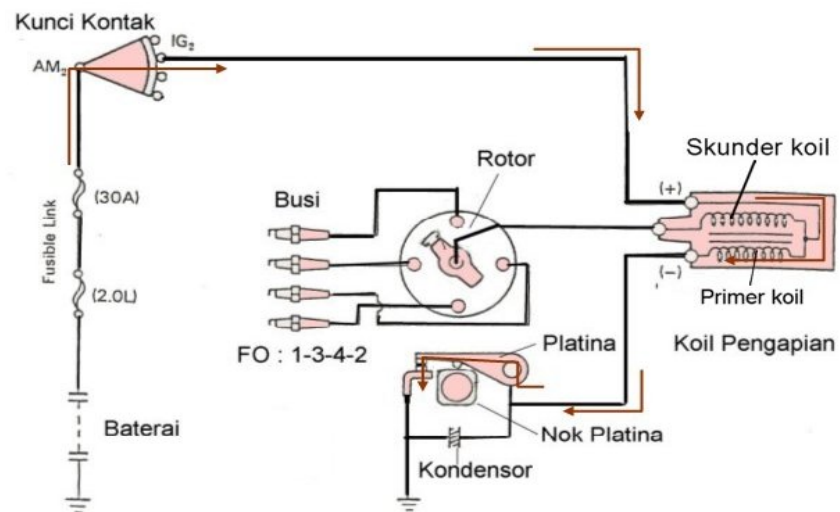 Kunci Kontak
IG2
AM2
Skunder koil
Rotor
(+)
Busi
(30A)
Fusible Link
(2.0L)
(-)
Primer koil
FO : 1-3-4-2
Platina
Koil Pengapian
Baterai
Nok Platina
Kondensor